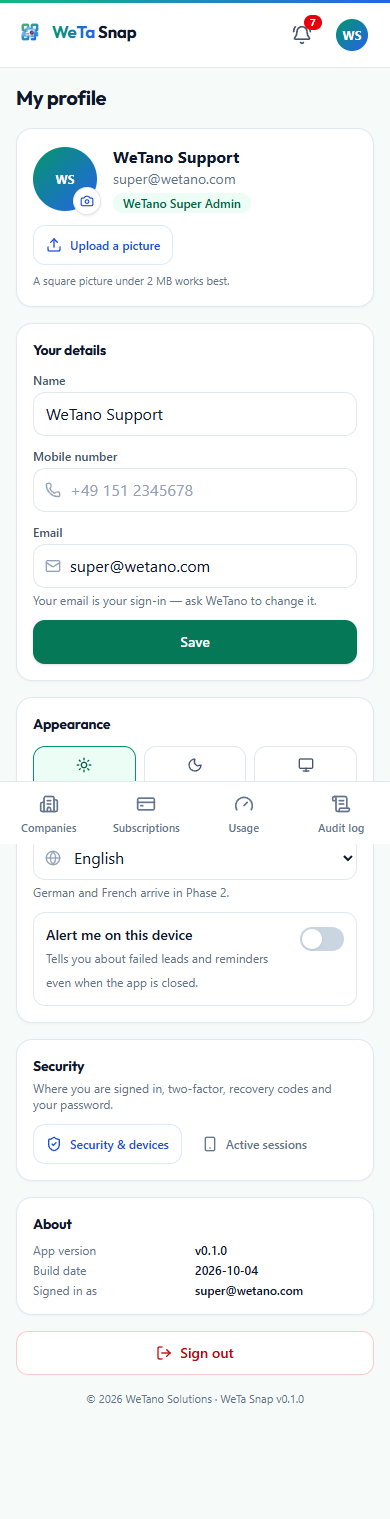 WeTa Snap
7
WS
My profile
WS
WeTano Support
super@wetano.com
WeTano Super Admin
Upload a picture
A square picture under 2 MB works best.
Your details
Name
WeTano Support
Mobile number
+49 151 2345678
Email
super@wetano.com
Your email is your sign-in — ask WeTano to change it.
Save
Appearance
Companies
Subscriptions
Usage
Audit log
English
German and French arrive in Phase 2.
Alert me on this device
Tells you about failed leads and reminders
even when the app is closed.
Security
Where you are signed in, two-factor, recovery codes and
your password.
Security & devices
Active sessions
About
App version v0.1.0
Build date 2026-10-04
Signed in as super@wetano.com
Sign out
© 2026 WeTano Solutions · WeTa Snap v0.1.0